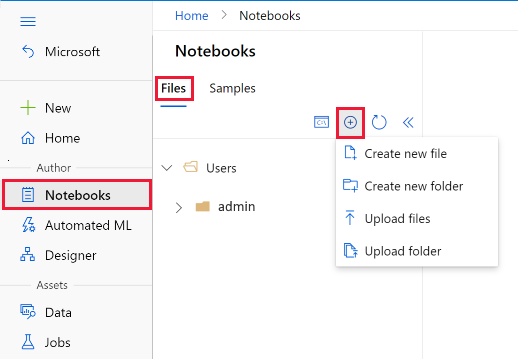 Home > Notebooks
Microsoft
Notebooks
Files
Samples
New
Home
Author
Notebooks
Automated ML
Designer
Assets
Data
Jobs
Users
admin
Create new file
Create new folder
Upload files
Upload folder